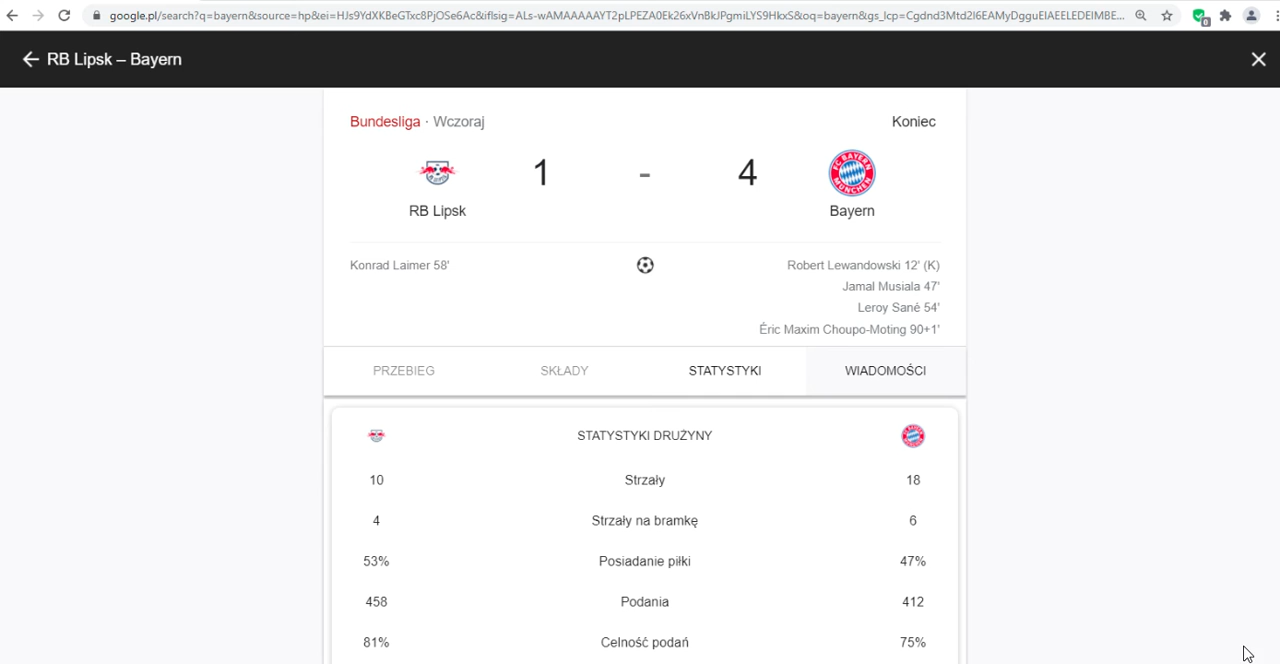 google.pl/search?q=bayern&source=hp&ei=HJs9YdXKBeGTxc8PjOSe6Ac&iflsig=ALs-wAMAAAAAYT2pLPEZA0Ek26xVnBkJPgmiLYS9HkxS&oq=bayern&gs_lcp=Cgdnd3Mtd2l6EAMyDgguEIAEELEDEIMBE...
0
RB Lipsk – Bayern
Bundesliga · Wczoraj Koniec
1 - 4
RB Lipsk Bayern
Konrad Laimer 58' Robert Lewandowski 12' (K)
Jamal Musiala 47'
Leroy Sané 54'
Éric Maxim Choupo-Moting 90+1'
PRZEBIEG SKŁADY STATYSTYKI WIADOMOŚCI
STATYSTYKI DRUŻYNY
10 Strzały 18
4 Strzały na bramkę 6
53% Posiadanie piłki 47%
458 Podania 412
81% Celność podań 75%